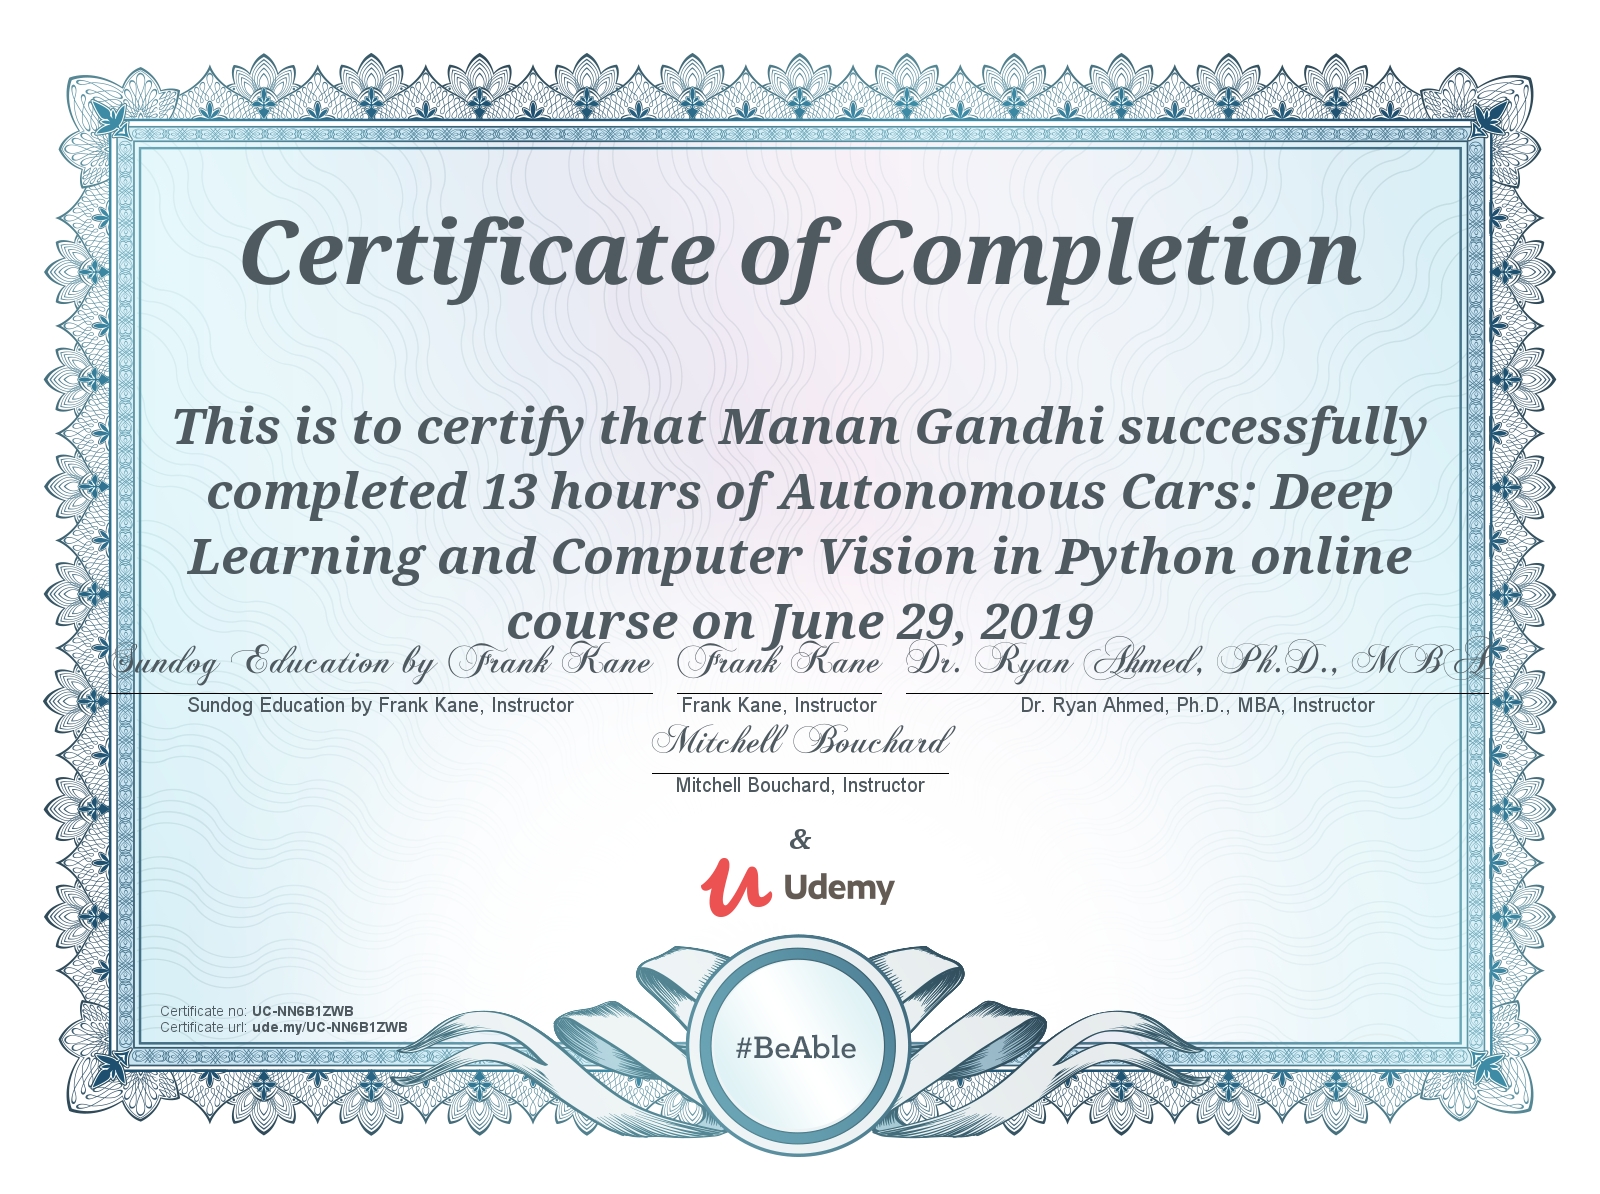 Certificate of Completion
This is to certify that Manan Gandhi successfully
completed 13 hours of Autonomous Cars: Deep
Learning and Computer Vision in Python online
course on June 29, 2019
Sundog Education by Frank Kane Frank Kane Dr. Ryan Ahmed, Ph.D., MBA
Sundog Education by Frank Kane, Instructor Frank Kane, Instructor Dr. Ryan Ahmed, Ph.D., MBA, Instructor
Mitchell Bouchard
Mitchell Bouchard, Instructor
&
Udemy
Certificate no: UC-NN6B1ZWB
Certificate url: ude.my/UC-NN6B1ZWB
#BeAble